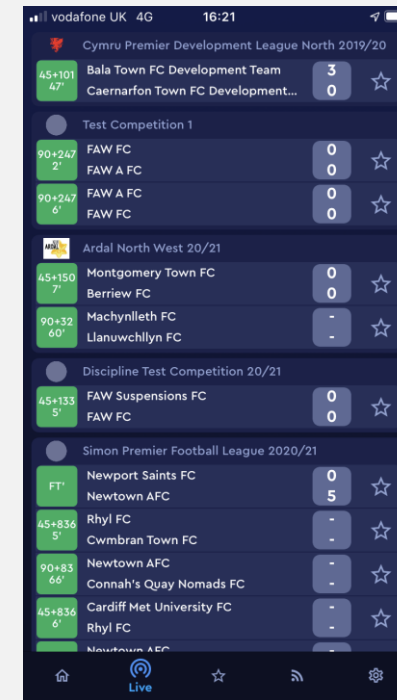 vodafone UK 4G 16:21
Cymru Premier Development League North 2019/20
45+101
47'
Bala Town FC Development Team 3
Caernarfon Town FC Development... 0
Test Competition 1
90+247
2'
FAW FC 0
FAW A FC 0
90+247
6'
FAW A FC 0
FAW FC 0
ARDAL
Ardal North West 20/21
45+150
7'
Montgomery Town FC 0
Berriew FC 0
90+32
60'
Machynlleth FC -
Llanuwchllyn FC -
Discipline Test Competition 20/21
45+133
5'
FAW Suspensions FC 0
FAW FC 0
Simon Premier Football League 2020/21
FT'
Newport Saints FC 0
Newtown AFC 5
45+836
5'
Rhyl FC -
Cwmbran Town FC -
90+83
66'
Newtown AFC -
Connah's Quay Nomads FC -
45+836
6'
Cardiff Met University FC -
Rhyl FC -
Newtown AFC
Live